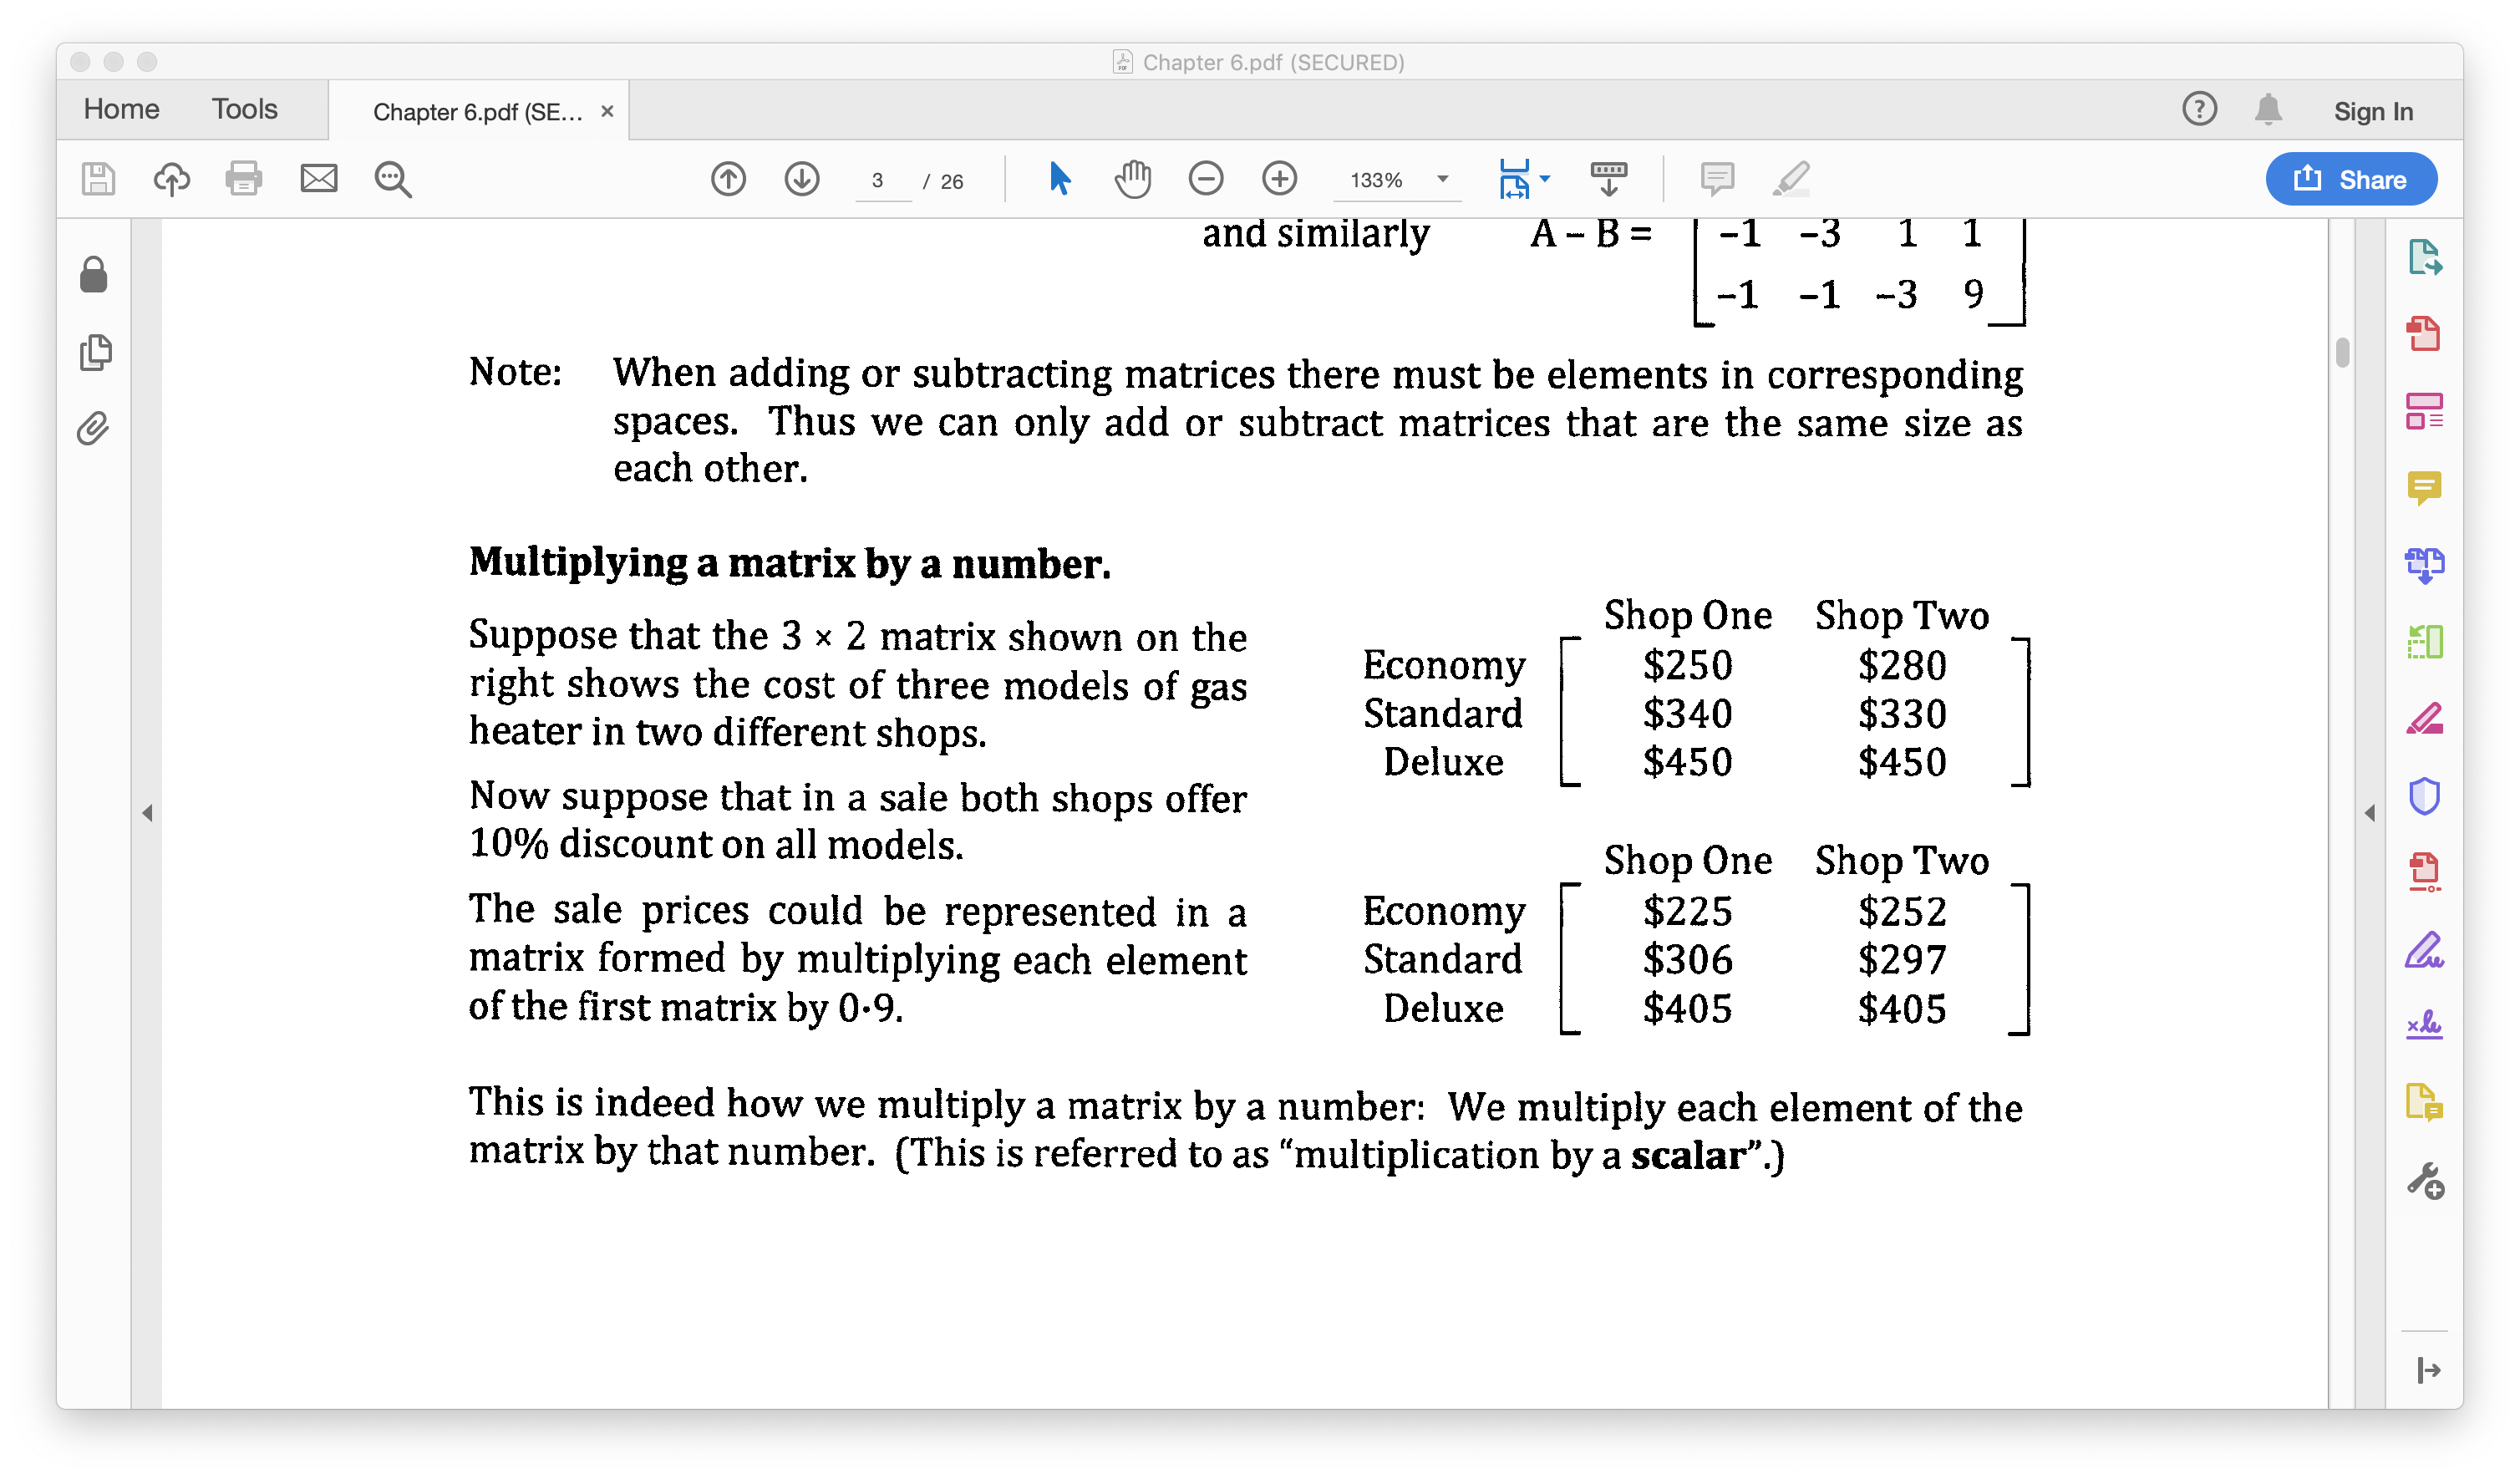 Chapter 6.pdf (SECURED)
Home Tools Chapter 6.pdf (SE... × Sign In
3 / 26 133% Share
and similarly A – B = –1 –3 1 1
–1 –1 –3 9
Note: When adding or subtracting matrices there must be elements in corresponding
spaces. Thus we can only add or subtract matrices that are the same size as
each other.
Multiplying a matrix by a number.
Suppose that the 3 × 2 matrix shown on the
right shows the cost of three models of gas
heater in two different shops.
Now suppose that in a sale both shops offer
10% discount on all models.
The sale prices could be represented in a
matrix formed by multiplying each element
of the first matrix by 0·9.
Shop One Shop Two
Economy $250 $280
Standard $340 $330
Deluxe $450 $450
Shop One Shop Two
Economy $225 $252
Standard $306 $297
Deluxe $405 $405
This is indeed how we multiply a matrix by a number: We multiply each element of the
matrix by that number. (This is referred to as “multiplication by a scalar”.)